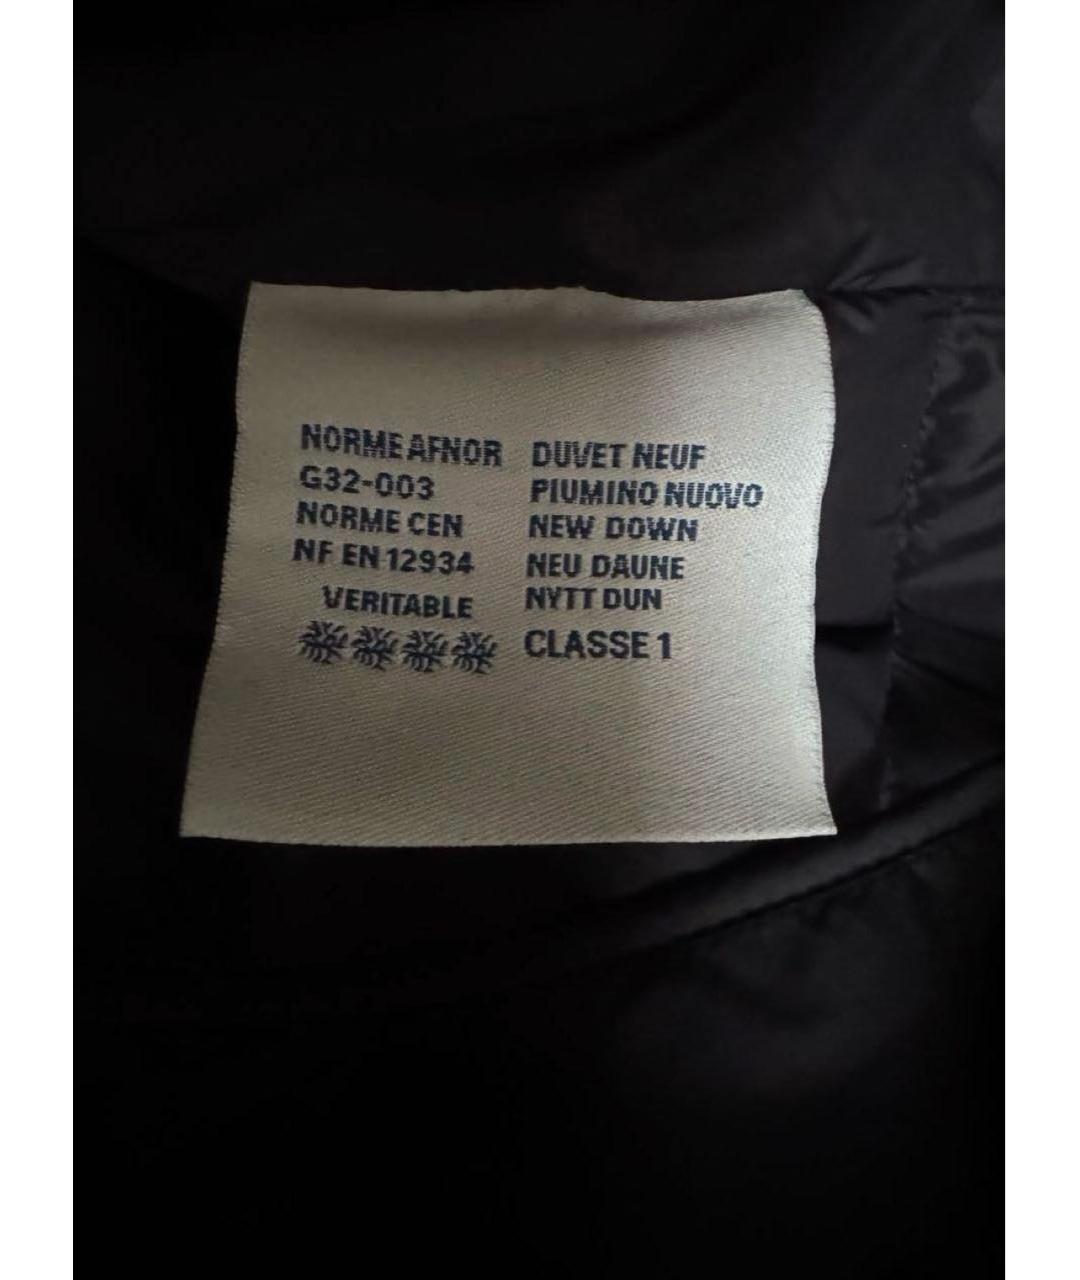 NORME AFNOR
G32-003
NORME CEN
NF EN 12934
VERITABLE
DUVET NEUF
PIUMINO NUOVO
NEW DOWN
NEU DAUNE
NYTT DUN
CLASSE 1